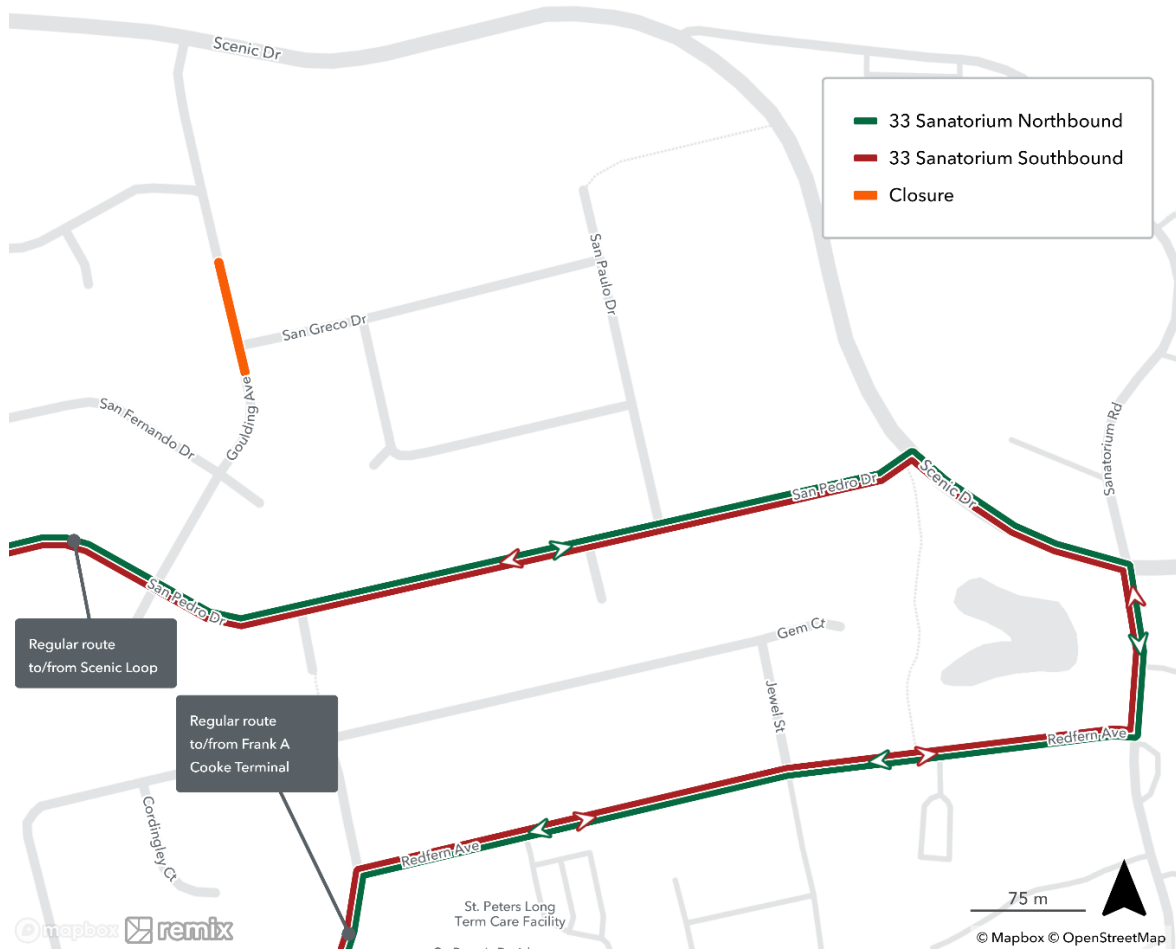 Scenic Dr
33 Sanatorium Northbound
33 Sanatorium Southbound
Closure
San Paulo Dr
San Greco Dr
San Fernando Dr
Goulding Ave
Sanatorium Rd
San Pedro Dr
Scenic Dr
San Pedro Dr
Regular route
to/from Scenic Loop
Gem Ct
Jewel St
Regular route
to/from Frank A
Cooke Terminal
Redfern Ave
Cordingley Ct
Redfern Ave
St. Peters Long
Term Care Facility
75 m
mapbox remix
© Mapbox © OpenStreetMap